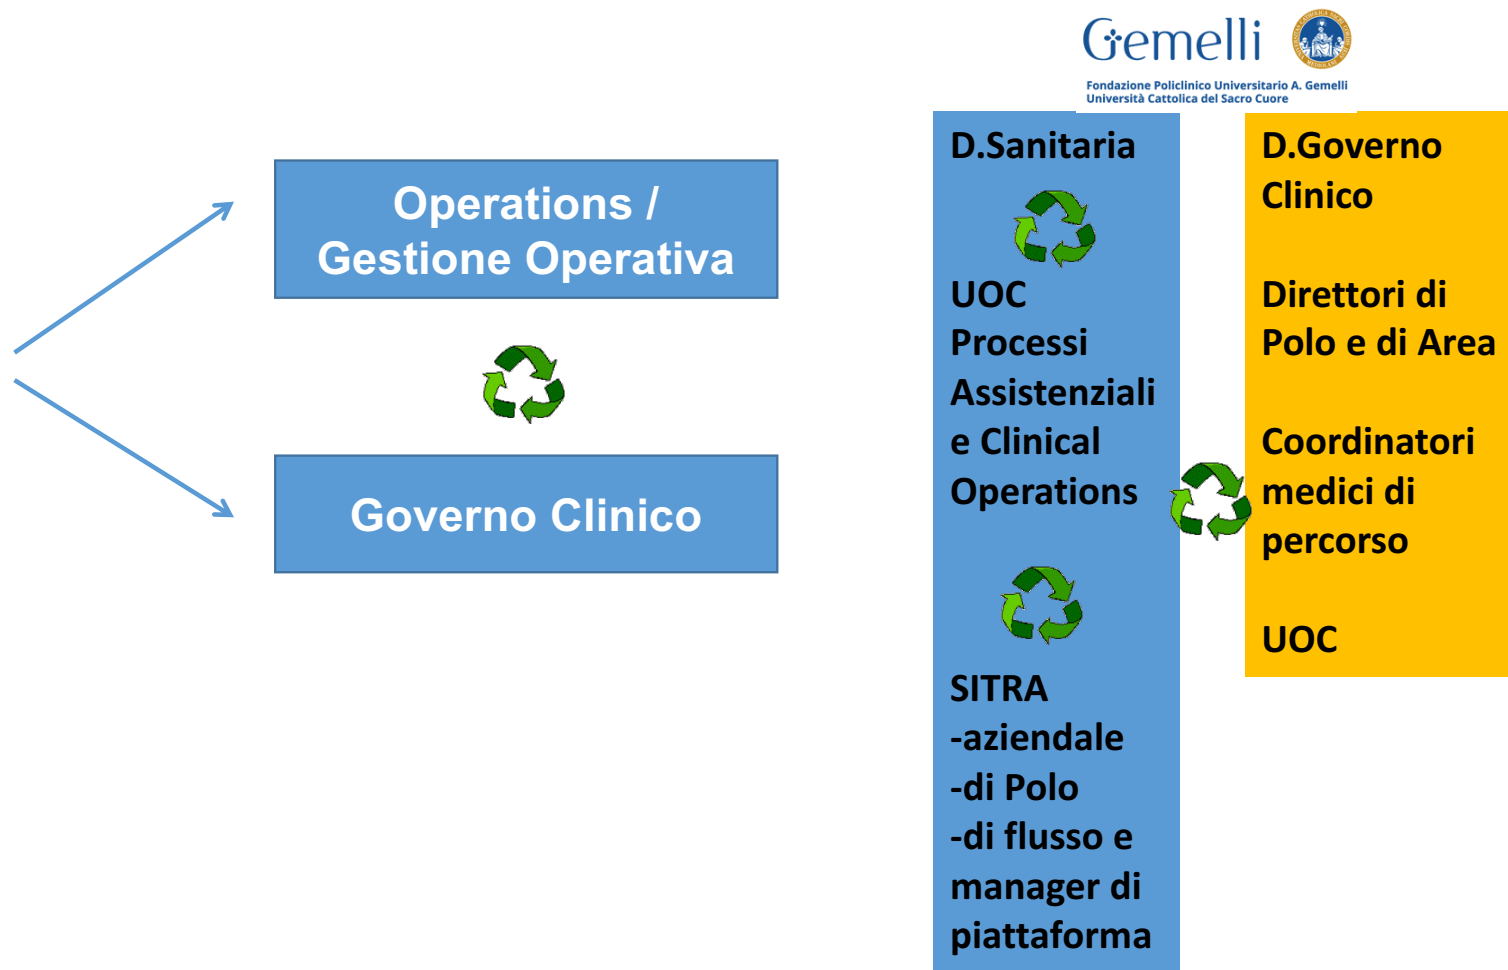 Gemelli
Fondazione Policlinico Universitario A. Gemelli
Università Cattolica del Sacro Cuore
Operations /
Gestione Operativa
Governo Clinico
D.Sanitaria
UOC
Processi
Assistenziali
e Clinical
Operations
SITRA
-aziendale
-di Polo
-di flusso e
manager di
piattaforma
D.Governo
Clinico
Direttori di
Polo e di Area
Coordinatori
medici di
percorso
UOC